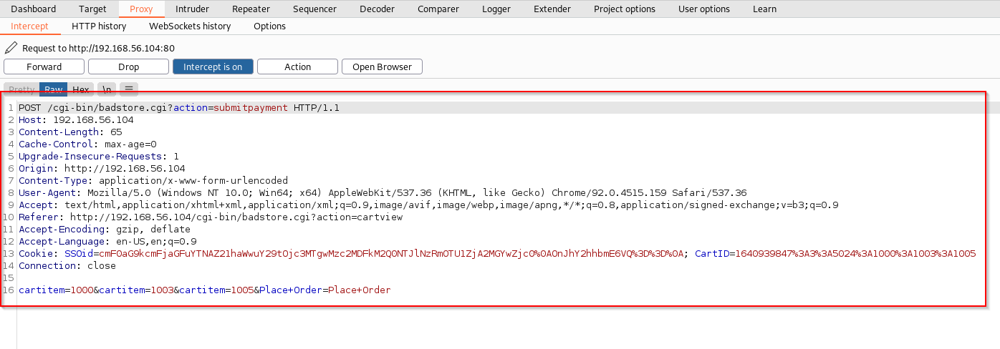 Dashboard Target Proxy Intruder Repeater Sequencer Decoder Comparer Logger Extender Project options User options Learn
Intercept HTTP history WebSockets history Options
Request to http://192.168.56.104:80
Forward Drop Intercept is on Action Open Browser
Pretty Raw Hex \n
1 POST /cgi-bin/badstore.cgi?action=submitpayment HTTP/1.1
2 Host: 192.168.56.104
3 Content-Length: 65
4 Cache-Control: max-age=0
5 Upgrade-Insecure-Requests: 1
6 Origin: http://192.168.56.104
7 Content-Type: application/x-www-form-urlencoded
8 User-Agent: Mozilla/5.0 (Windows NT 10.0; Win64; x64) AppleWebKit/537.36 (KHTML, like Gecko) Chrome/92.0.4515.159 Safari/537.36
9 Accept: text/html,application/xhtml+xml,application/xml;q=0.9,image/avif,image/webp,image/apng,*/*;q=0.8,application/signed-exchange;v=b3;q=0.9
10 Referer: http://192.168.56.104/cgi-bin/badstore.cgi?action=cartview
11 Accept-Encoding: gzip, deflate
12 Accept-Language: en-US,en;q=0.9
13 Cookie: SSOid=cmF0aG9kcmFjaGFuYTNAZ21haWwuY29tOjc3MTgwMzc2MDFkM2Q0NTJlNzRmOTU1ZjA2MGYwZjc0%0AOnJhY2hhbmE6VQ%3D%3D%0A; CartID=1640939847%3A3%3A5024%3A1000%3A1003%3A1005
14 Connection: close
15
16 cartitem=1000&cartitem=1003&cartitem=1005&Place+Order=Place+Order